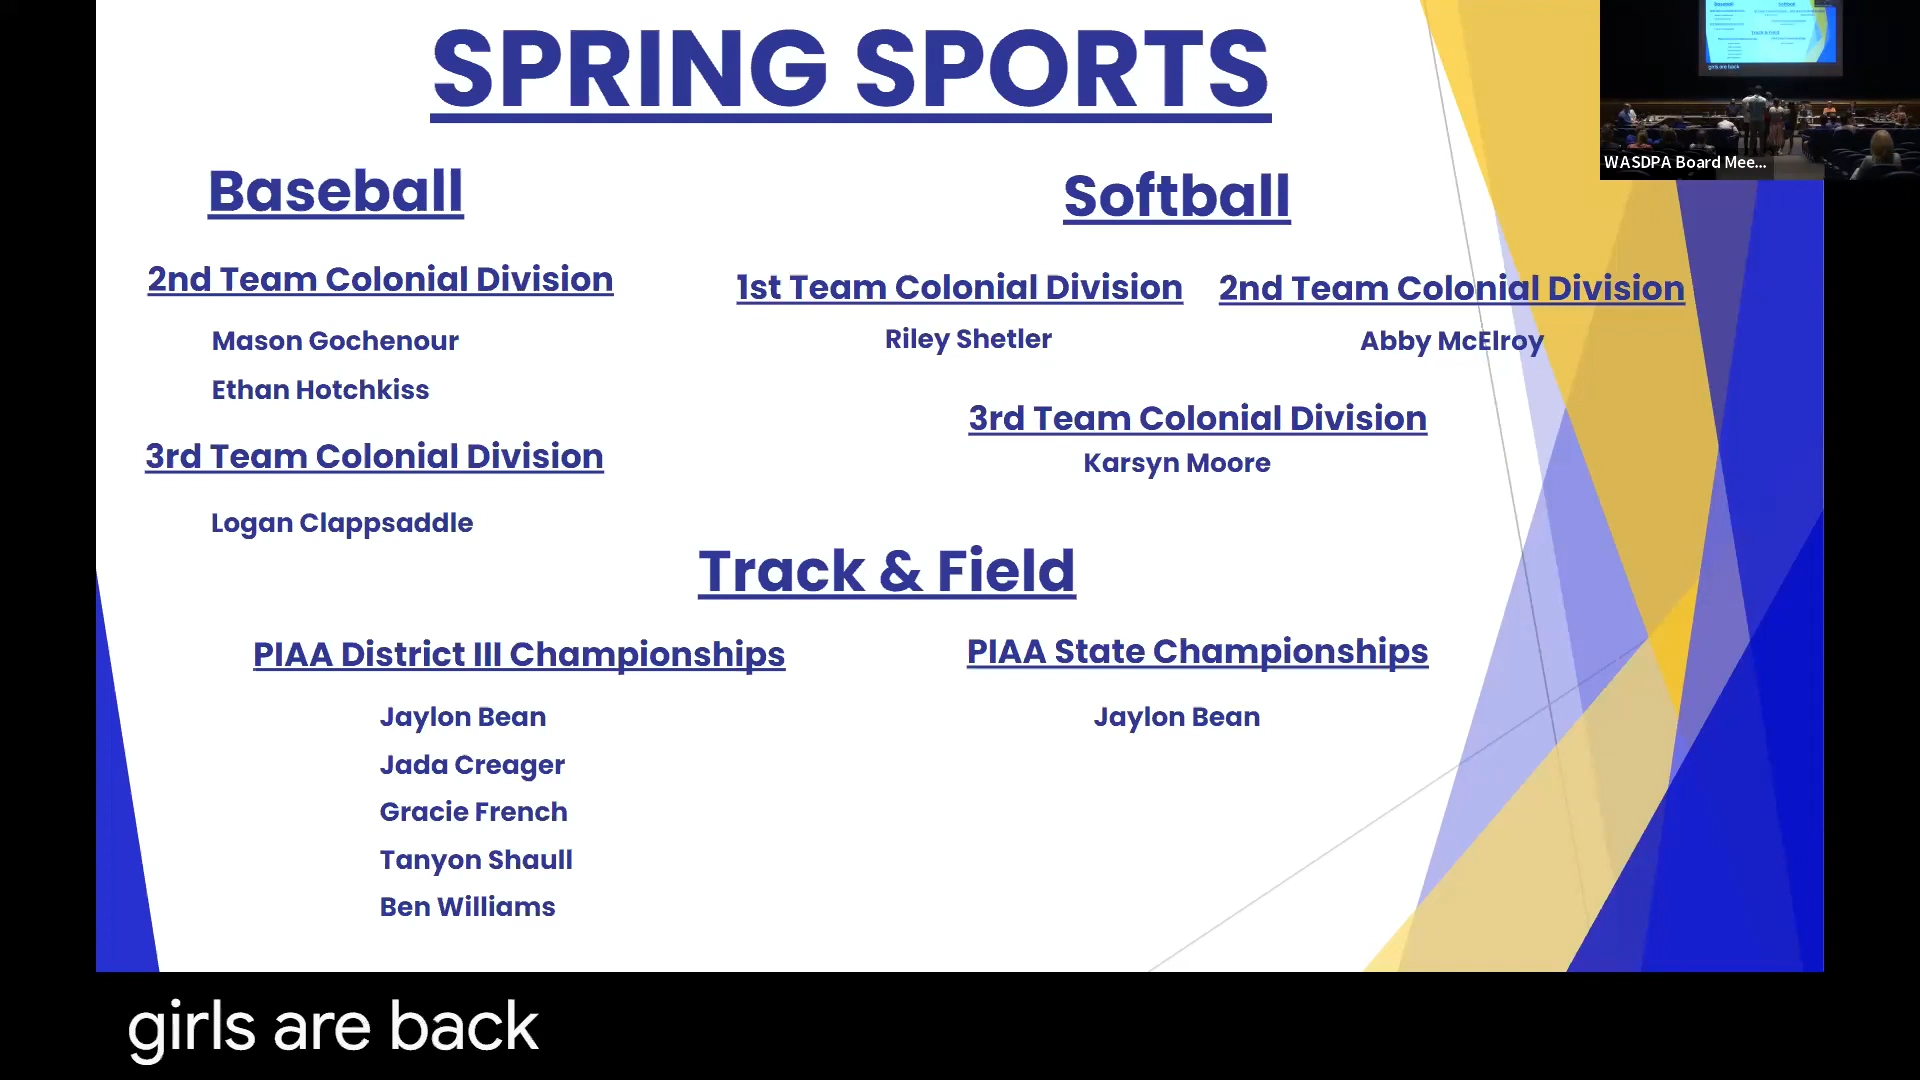 SPRING SPORTS
WASDPA Board Mee...
Baseball
2nd Team Colonial Division
Mason Gochenour
Ethan Hotchkiss
3rd Team Colonial Division
Logan Clappsaddle
Softball
1st Team Colonial Division
Riley Shetler
2nd Team Colonial Division
Abby McElroy
3rd Team Colonial Division
Karsyn Moore
Track & Field
PIAA District III Championships
Jaylon Bean
Jada Creager
Gracie French
Tanyon Shaull
Ben Williams
PIAA State Championships
Jaylon Bean
girls are back